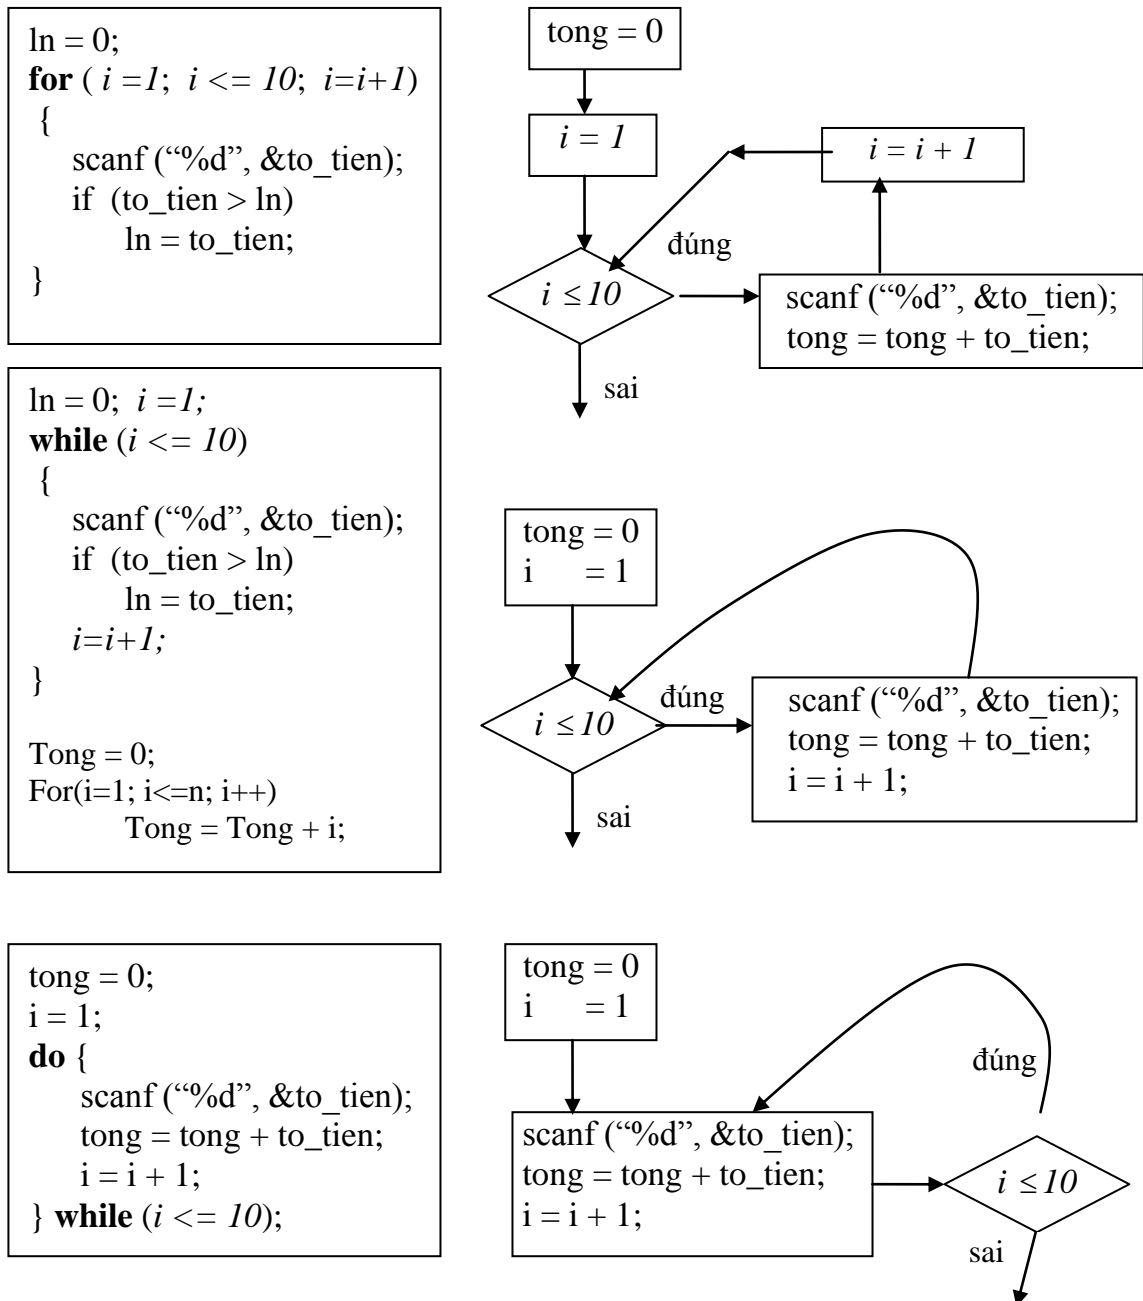 ln = 0;
for ( i =1; i <= 10; i=i+1)
{
scanf (“%d”, &to_tien);
if (to_tien > ln)
ln = to_tien;
}
tong = 0
i = 1
i = i + 1
đúng
i ≤ 10
scanf (“%d”, &to_tien);
tong = tong + to_tien;
sai
ln = 0; i =1;
while (i <= 10)
{
scanf (“%d”, &to_tien);
if (to_tien > ln)
ln = to_tien;
i=i+1;
}
Tong = 0;
For(i=1; i<=n; i++)
Tong = Tong + i;
tong = 0
i = 1
i ≤ 10
đúng
scanf (“%d”, &to_tien);
tong = tong + to_tien;
i = i + 1;
sai
tong = 0;
i = 1;
do {
scanf (“%d”, &to_tien);
tong = tong + to_tien;
i = i + 1;
} while (i <= 10);
tong = 0
i = 1
đúng
scanf (“%d”, &to_tien);
tong = tong + to_tien;
i = i + 1;
i ≤ 10
sai